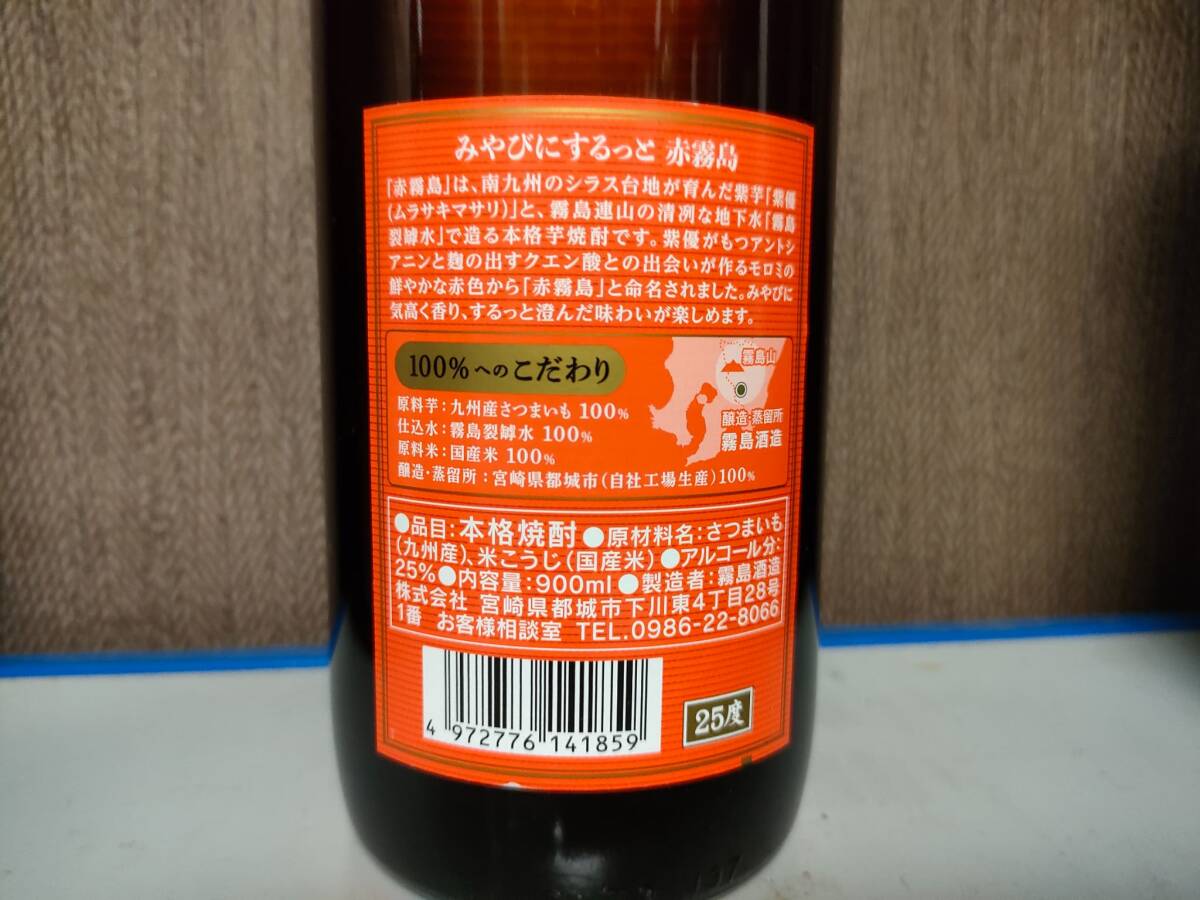 みやびにするっと 赤霧島
「赤霧島」は、南九州のシラス台地が育んだ紫芋「紫優
(ムラサキマサリ)」と、霧島連山の清冽な地下水「霧島
裂罅水」で造る本格芋焼酎です。紫優がもつアントシ
アニンと麹の出すクエン酸との出会いが作るモロミの
鮮やかな赤色から「赤霧島」と命名されました。みやびに
気高く香り、するっと澄んだ味わいが楽しめます。
100%へのこだわり
原料芋:九州産さつまいも 100%
仕込水:霧島裂罅水 100%
原料米:国産米 100%
醸造・蒸留所:宮崎県都城市(自社工場生産)100%
霧島山
醸造・蒸留所
霧島酒造
●品目:本格焼酎●原材料名:さつまいも
(九州産)、米こうじ(国産米)●アルコール分:
25%●内容量:900ml●製造者:霧島酒造
株式会社 宮崎県都城市下川東4丁目28号
1番 お客様相談室 TEL.0986-22-8066
4 972776 141859
25度